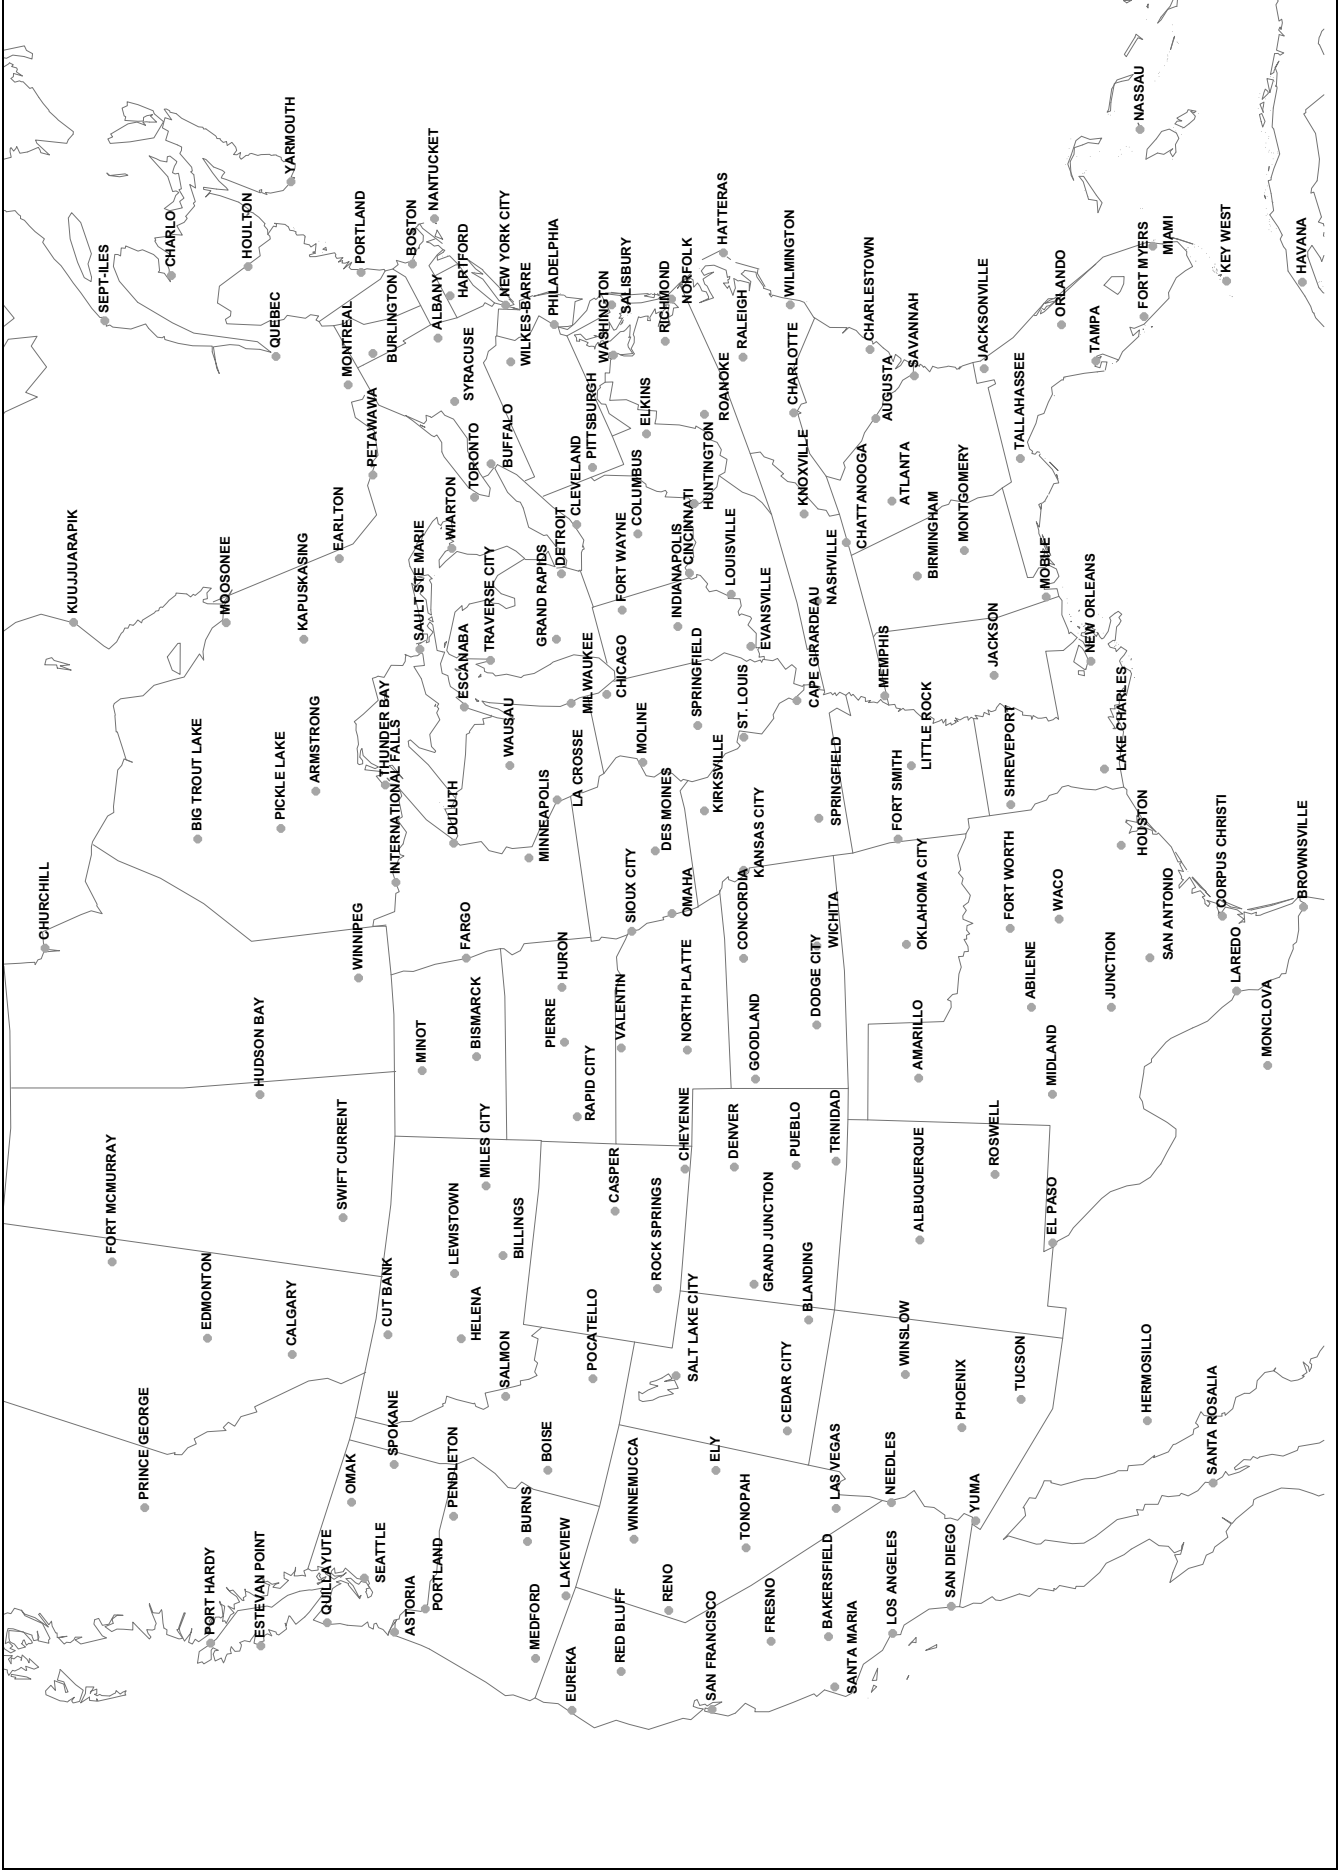 CHURCHILL
KUUJUARAPIK
SEPT-ILES
FORT MCMURRAY
PRINCE GEORGE
CHARLO
BIG TROUT LAKE
EDMONTON
PORT HARDY
MOOSONEE
HOULTON
HUDSON BAY
ESTEVAN POINT
PICKLE LAKE
QUEBEC
CALGARY
YARMOUTH
KAPUSKASING
ARMSTRONG
QUILLAYUTE
EARLTON
SWIFT CURRENT
MONTREAL
OMAK
WINNIPEG
PORTLAND
SEATTLE
PETAWAWA
THUNDER BAY
CUT BANK
BURLINGTON
SPOKANE
INTERNATIONAL FALLS
ASTORIA
BOSTON
SAULT STE MARIE
MINOT
NANTUCKET
PORTLAND
ALBANY
WIARTON
DULUTH
LEWISTOWN
PENDLETON
HARTFORD
SYRACUSE
ESCANABA
FARGO
HELENA
TORONTO
BISMARCK
MILES CITY
TRAVERSE CITY
NEW YORK CITY
BUFFALO
WAUSAU
BILLINGS
SALMON
WILKES-BARRE
BURNS
MEDFORD
MINNEAPOLIS
GRAND RAPIDS
BOISE
PHILADELPHIA
DETROIT
HURON
PIERRE
LAKEVIEW
EUREKA
CLEVELAND
LA CROSSE
RAPID CITY
MILWAUKEE
PITTSBURGH
POCATELLO
WASHINGTON
SALISBURY
FORT WAYNE
CHICAGO
VALENTIN
CASPER
RED BLUFF
SIOUX CITY
WINNEMUCCA
COLUMBUS
ELKINS
MOLINE
ROCK SPRINGS
RICHMOND
DES MOINES
RENO
NORFOLK
INDIANAPOLIS
CINCINNATI
OMAHA
NORTH PLATTE
CHEYENNE
SALT LAKE CITY
HUNTINGTON
SPRINGFIELD
KIRKSVILLE
ELY
SAN FRANCISCO
HATTERAS
ROANOKE
LOUISVILLE
DENVER
RALEIGH
ST. LOUIS
CONCORDIA
TONOPAH
EVANSVILLE
KANSAS CITY
GOODLAND
GRAND JUNCTION
FRESNO
WILMINGTON
CHARLOTTE
PUEBLO
CEDAR CITY
KNOXVILLE
CAPE GIRARDEAU
DODGE CITY
BLANDING
BAKERSFIELD
NASHVILLE
SPRINGFIELD
WICHITA
TRINIDAD
LAS VEGAS
SANTA MARIA
CHARLESTOWN
CHATTANOOGA
AUGUSTA
MEMPHIS
NEEDLES
LOS ANGELES
ATLANTA
FORT SMITH
WINSLOW
SAVANNAH
BIRMINGHAM
LITTLE ROCK
OKLAHOMA CITY
AMARILLO
ALBUQUERQUE
SAN DIEGO
MONTGOMERY
PHOENIX
YUMA
JACKSONVILLE
JACKSON
ROSWELL
TALLAHASSEE
SHREVEPORT
FORT WORTH
TUCSON
ABILENE
MOBILE
MIDLAND
EL PASO
ORLANDO
WACO
TAMPA
NEW ORLEANS
LAKE CHARLES
JUNCTION
NASSAU
FORT MYERS
HOUSTON
HERMOSILLO
MIAMI
SAN ANTONIO
KEY WEST
CORPUS CHRISTI
SANTA ROSALIA
LAREDO
MONCLOVA
HAVANA
BROWNSVILLE